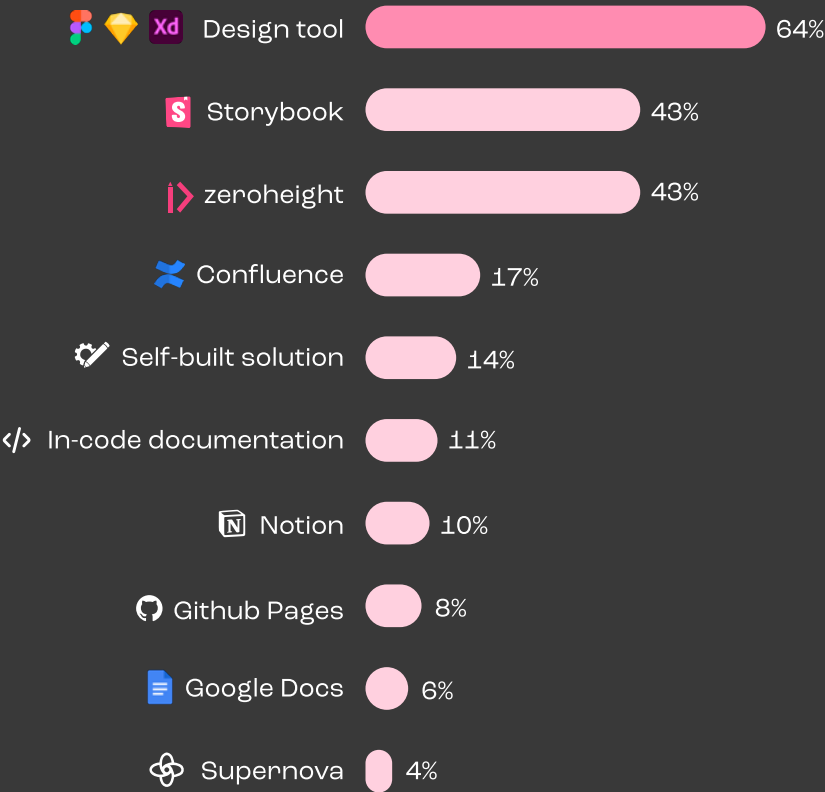 Xd Design tool 64%
S Storybook 43%
zeroheight 43%
Confluence 17%
Self-built solution 14%
</> In-code documentation 11%
N Notion 10%
Github Pages 8%
Google Docs 6%
Supernova 4%